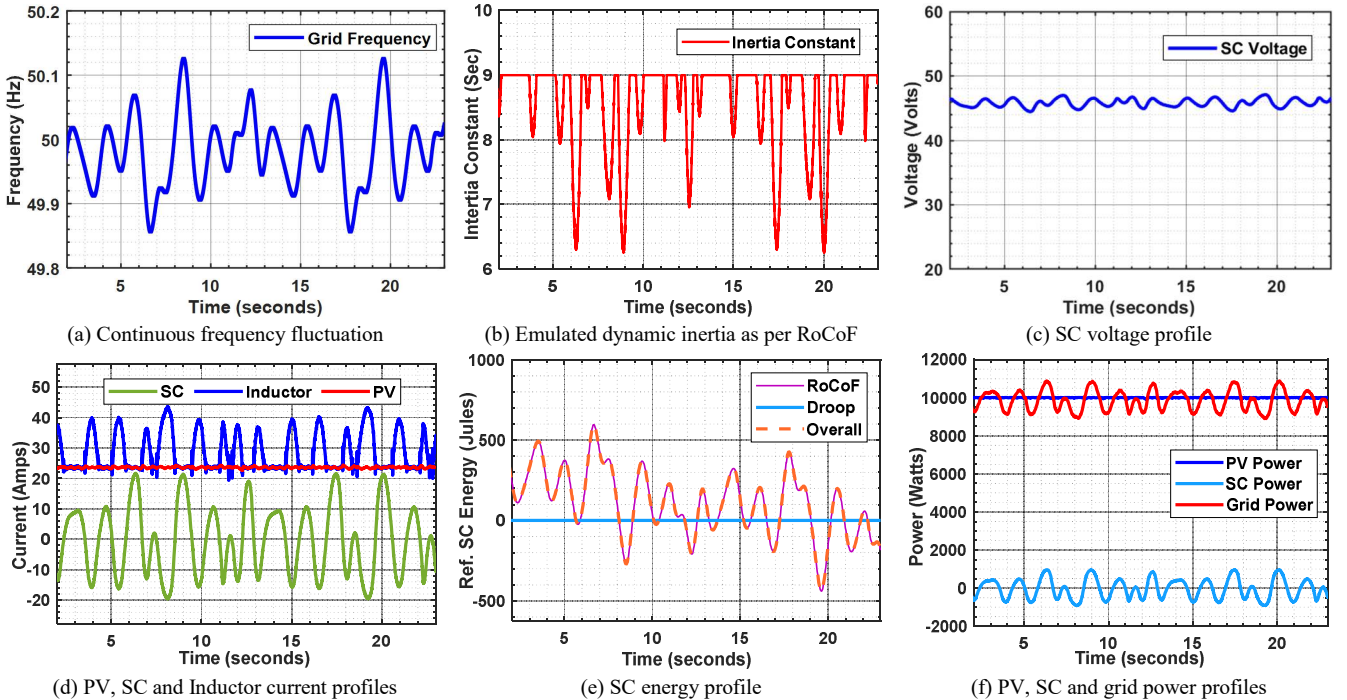 50.2
50.1
50
49.9
49.8
Frequency (Hz)
Grid Frequency
5
10
15
20
Time (seconds)
(a) Continuous frequency fluctuation
10
9
8
7
6
Intertia Constant (Sec)
Inertia Constant
5
10
15
20
Time (seconds)
(b) Emulated dynamic inertia as per RoCoF
60
50
40
30
20
Voltage (Volts)
SC Voltage
5
10
15
20
Time (seconds)
(c) SC voltage profile
50
40
30
20
10
0
-10
-20
Current (Amps)
SC
Inductor
PV
5
10
15
20
Time (seconds)
(d) PV, SC and Inductor current profiles
1000
500
0
-500
Ref. SC Energy (Jules)
RoCoF
Droop
Overall
5
10
15
20
Time (seconds)
(e) SC energy profile
12000
10000
8000
6000
4000
2000
0
-2000
Power (Watts)
PV Power
SC Power
Grid Power
5
10
15
20
Time (seconds)
(f) PV, SC and grid power profiles